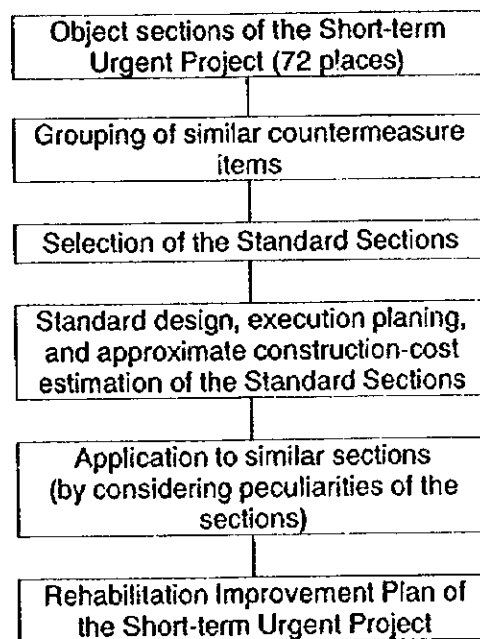 Object sections of the Short-term
Urgent Project (72 places)
Grouping of similar countermeasure
items
Selection of the Standard Sections
Standard design, execution planing,
and approximate construction-cost
estimation of the Standard Sections
Application to similar sections
(by considering peculiarities of the
sections)
Rehabilitation Improvement Plan of
the Short-term Urgent Project